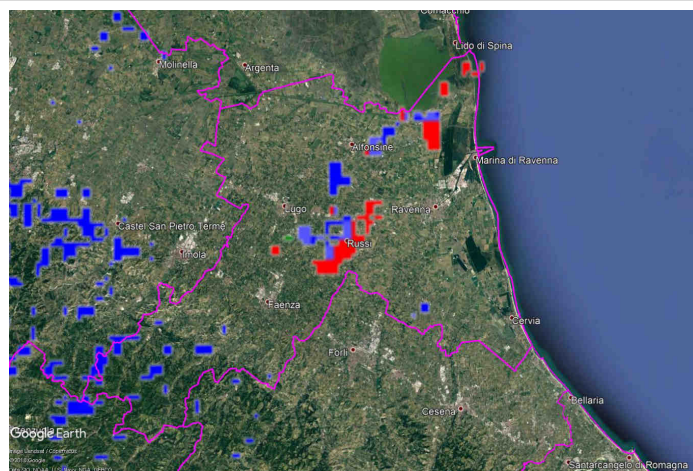 Comacchio
Lido di Spina
Molinella
Argenta
Alfonsine
Marina di Ravenna
Lugo
Ravenna
Castel San Pietro Terme
Russi
Imola
Faenza
Cervia
Forlì
Cesena
Bellaria
Google Earth
Santarcangelo di Romagna